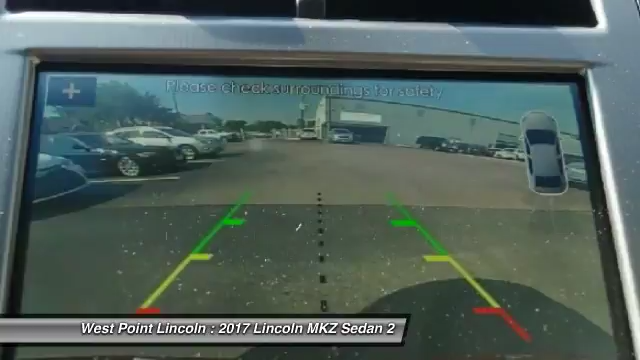 Please check surroundings for safety
West Point Lincoln : 2017 Lincoln MKZ Sedan 2